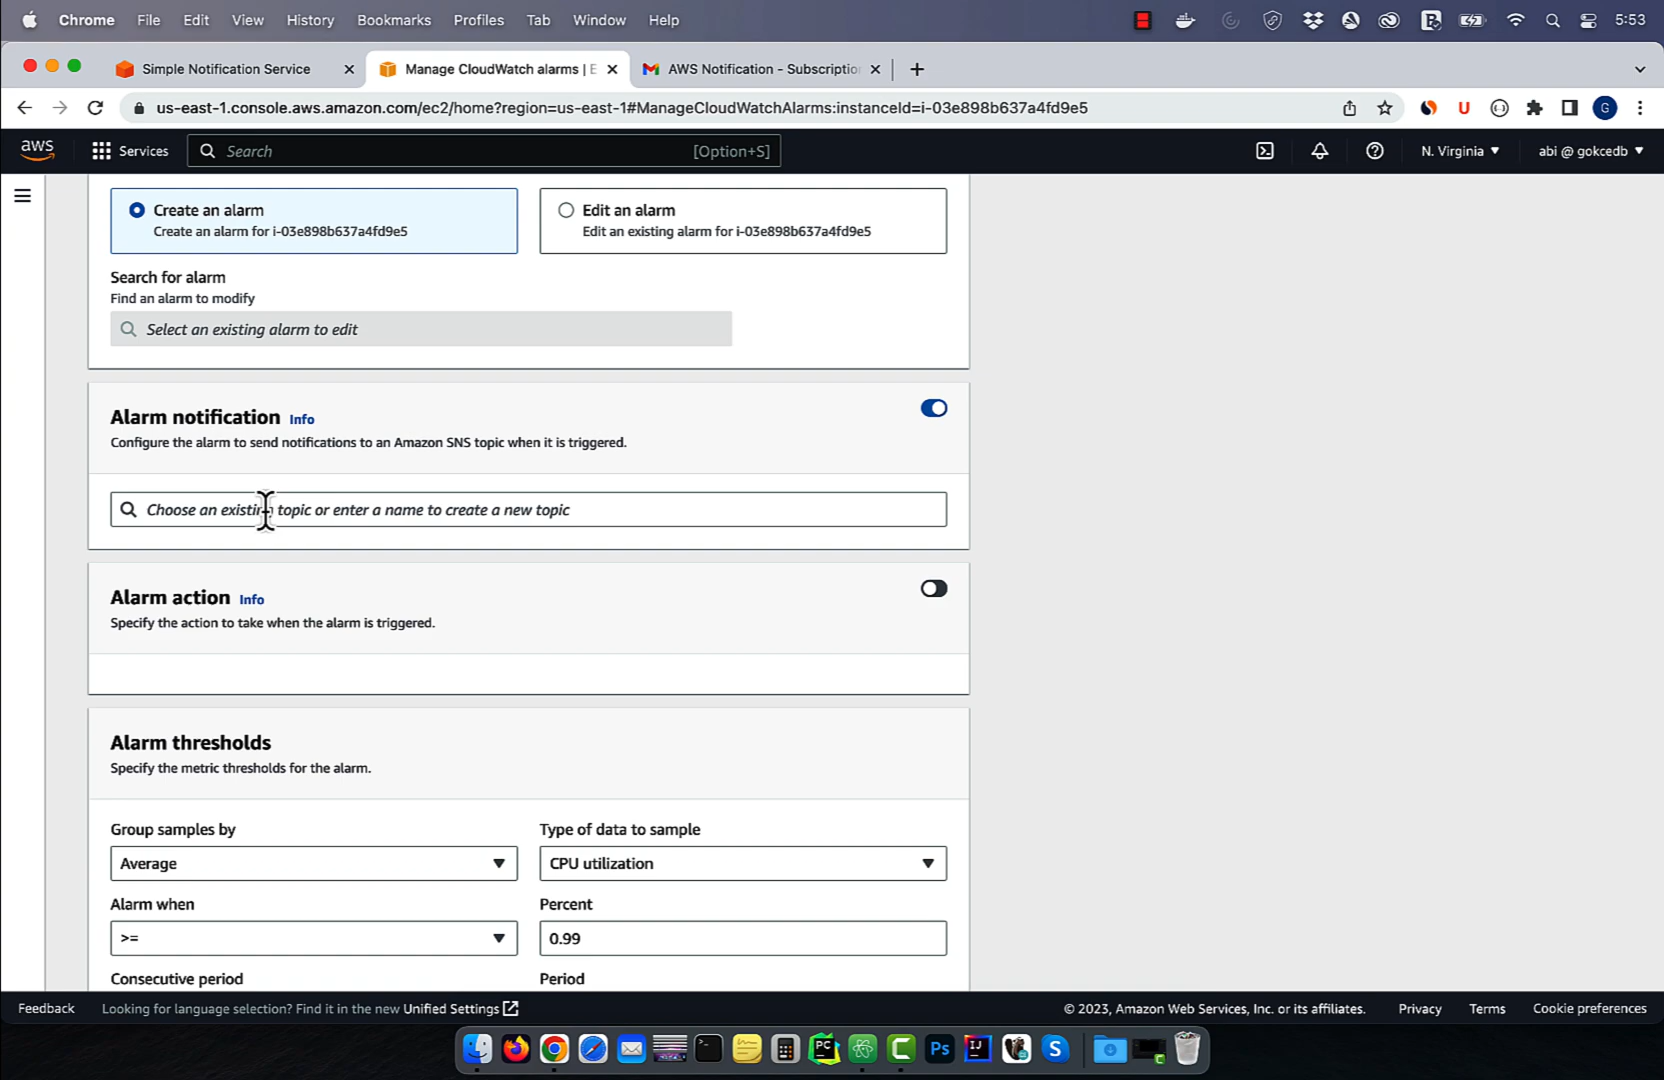 Chrome File Edit View History Bookmarks Profiles Tab Window Help 5:53
Simple Notification Service Manage CloudWatch alarms | E AWS Notification - Subscription
us-east-1.console.aws.amazon.com/ec2/home?region=us-east-1#ManageCloudWatchAlarms:instanceId=i-03e898b637a4fd9e5
aws Services Search [Option+S] N. Virginia abi @ gokcedb
Create an alarm
Create an alarm for i-03e898b637a4fd9e5
Edit an alarm
Edit an existing alarm for i-03e898b637a4fd9e5
Search for alarm
Find an alarm to modify
Select an existing alarm to edit
Alarm notification Info
Configure the alarm to send notifications to an Amazon SNS topic when it is triggered.
Choose an existing topic or enter a name to create a new topic
Alarm action Info
Specify the action to take when the alarm is triggered.
Alarm thresholds
Specify the metric thresholds for the alarm.
Group samples by Type of data to sample
Average CPU utilization
Alarm when Percent
>= 0.99
Consecutive period Period
Feedback Looking for language selection? Find it in the new Unified Settings © 2023, Amazon Web Services, Inc. or its affiliates. Privacy Terms Cookie preferences